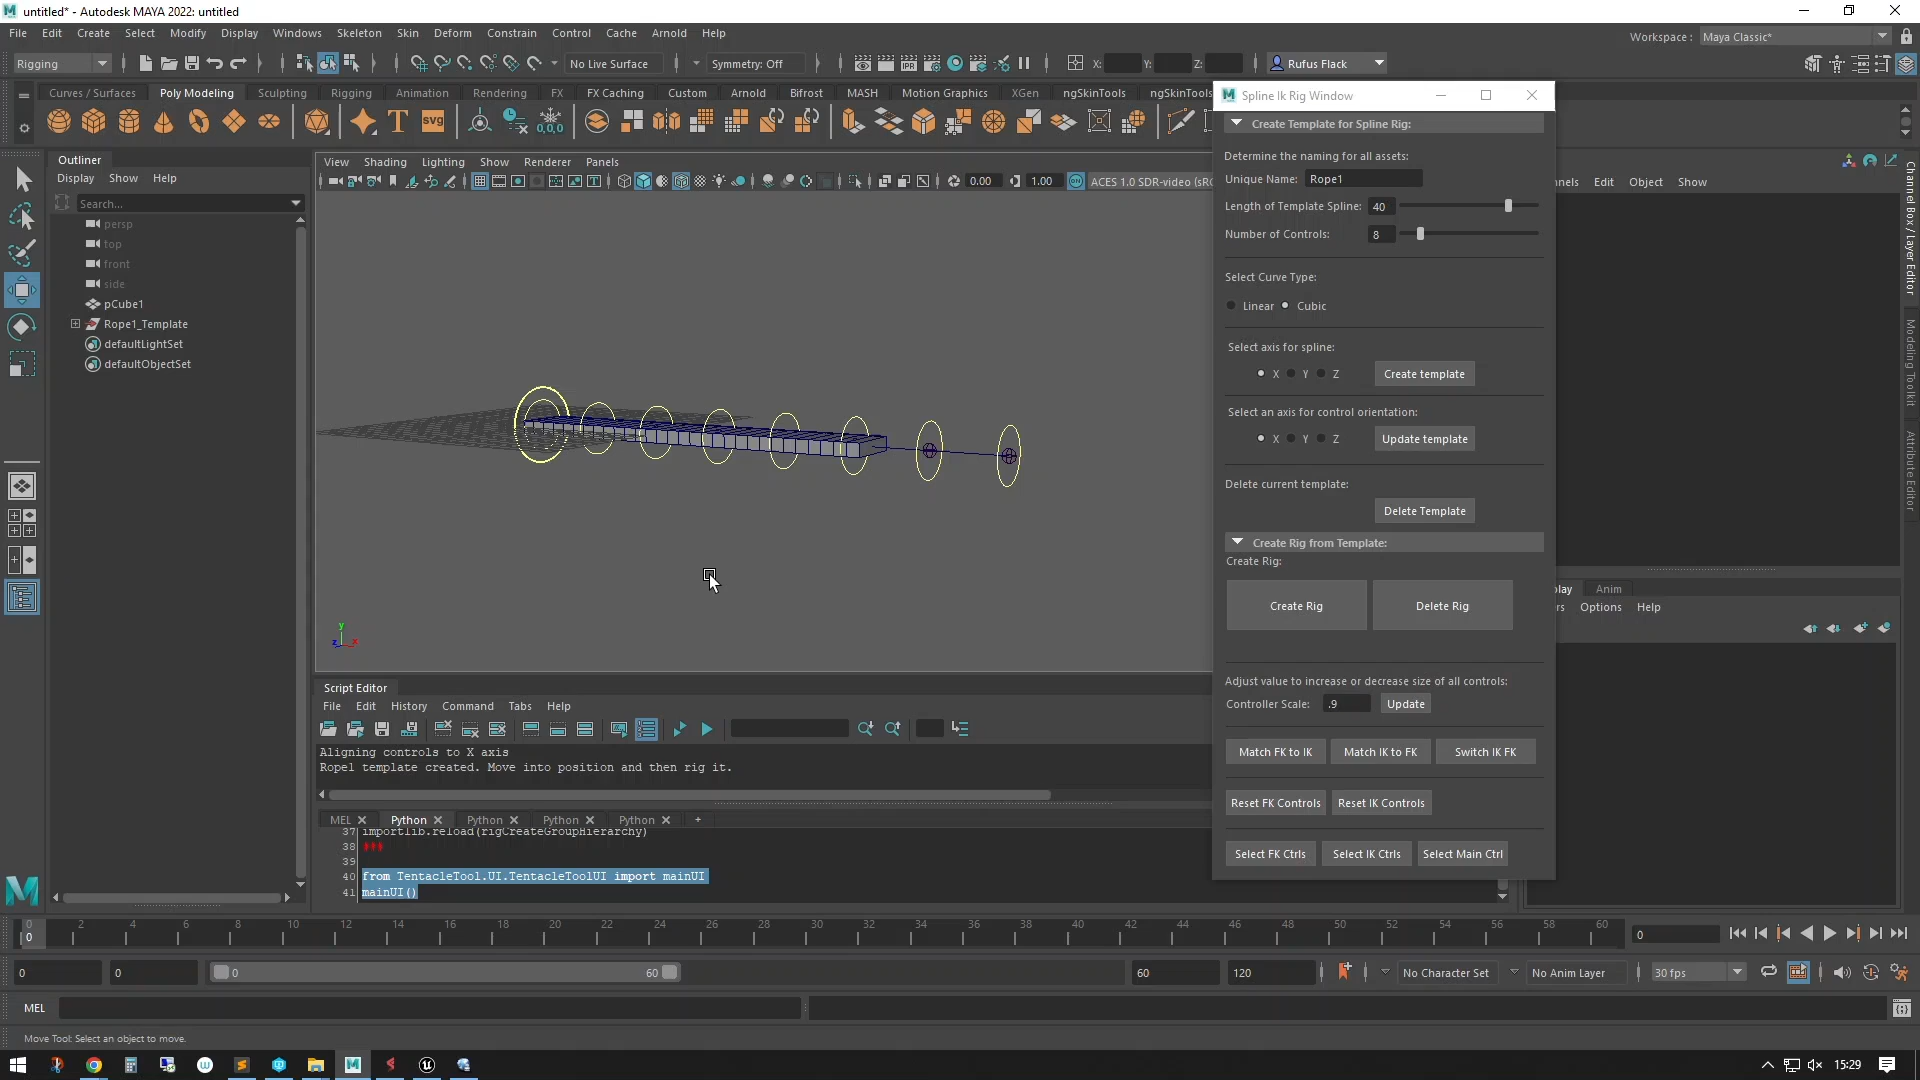 untitled* - Autodesk MAYA 2022: untitled
File Edit Create Select Modify Display Windows Skeleton Skin Deform Constrain Control Cache Arnold Help
Workspace : Maya Classic*
Rigging No Live Surface Symmetry: Off X: Y: Z: Rufus Flack
Curves / Surfaces Poly Modeling Sculpting Rigging Animation Rendering FX FX Caching Custom Arnold Bifrost MASH Motion Graphics XGen ngSkinTools ngSkinTools
Outliner
Display Show Help
Search...
persp
top
front
side
pCube1
Rope1_Template
defaultLightSet
defaultObjectSet
View Shading Lighting Show Renderer Panels
0.00 1.00 ACES 1.0 SDR-video (sRG
Spline Ik Rig Window
Create Template for Spline Rig:
Determine the naming for all assets:
Unique Name: Rope1
Length of Template Spline: 40
Number of Controls: 8
Select Curve Type:
Linear Cubic
Select axis for spline:
X Y Z Create template
Select an axis for control orientation:
X Y Z Update template
Delete current template:
Delete Template
Create Rig from Template:
Create Rig:
Create Rig Delete Rig
Adjust value to increase or decrease size of all controls:
Controller Scale: .9 Update
Match FK to IK Match IK to FK Switch IK FK
Reset FK Controls Reset IK Controls
Select FK Ctrls Select IK Ctrls Select Main Ctrl
nels Edit Object Show
Channel Box / Layer Editor
Modeling Toolkit
Attribute Editor
play Anim
rs Options Help
y
z x
Script Editor
File Edit History Command Tabs Help
Aligning controls to X axis
Rope1 template created. Move into position and then rig it.
MEL Python Python Python Python +
37 importlib.reload(rigCreateGroupHierarchy)
38 '''
39
40 from TentacleTool.UI.TentacleToolUI import mainUI
41 mainUI()
0 2 4 6 8 10 12 14 16 18 20 22 24 26 28 30 32 34 36 38 40 42 44 46 48 50 52 54 56 58 60
0 0
0 0 0 60 60 120 No Character Set No Anim Layer 30 fps
MEL
Move Tool: Select an object to move.
15:29